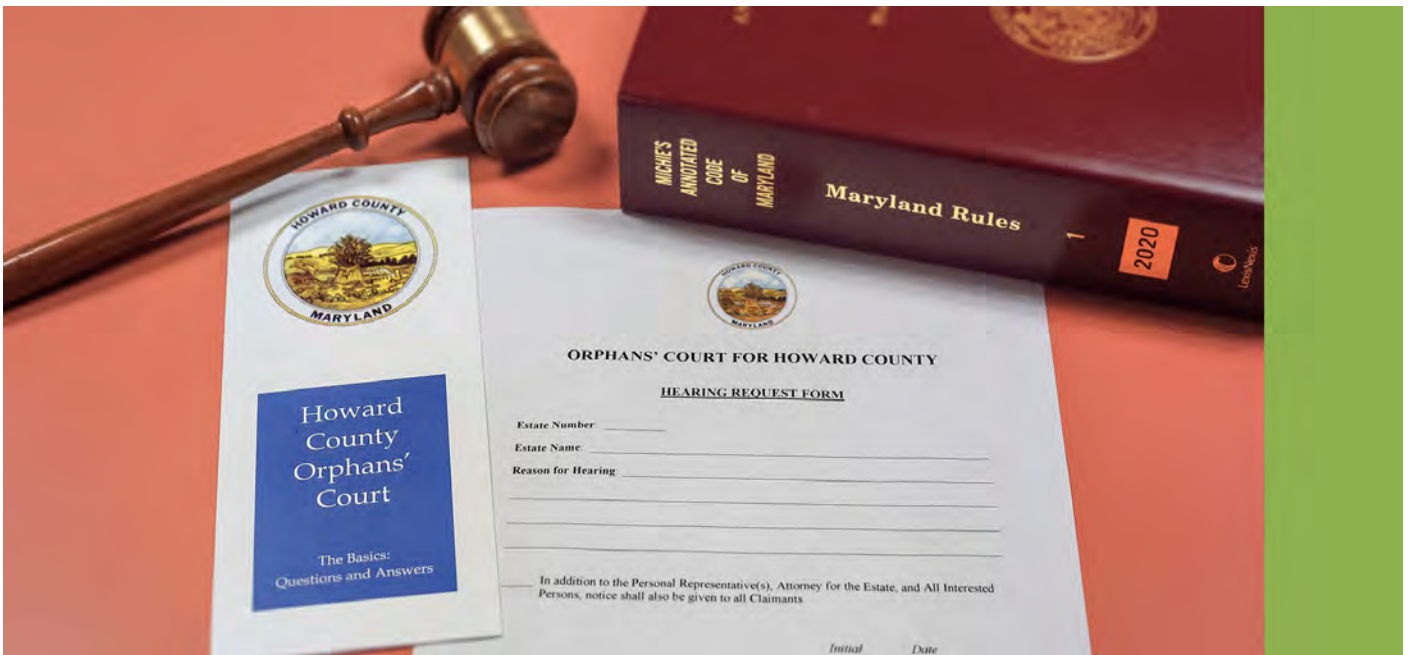 HOWARD COUNTY
MARYLAND
Howard
County
Orphans'
Court
The Basics:
Questions and Answers
MICHIE'S
ANNOTATED
CODE
OF
MARYLAND
Maryland Rules
1
2020
LexisNexis
HOWARD COUNTY
MARYLAND
ORPHANS' COURT FOR HOWARD COUNTY
HEARING REQUEST FORM
Estate Number:
Estate Name:
Reason for Hearing:
In addition to the Personal Representative(s), Attorney for the Estate, and All Interested
Persons, notice shall also be given to all Claimants.
Initial Date